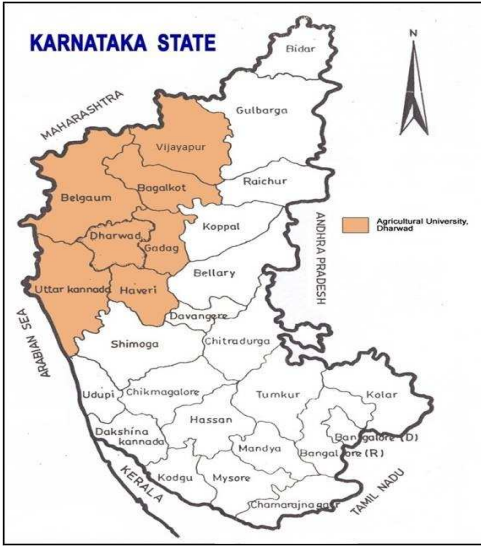 KARNATAKA STATE
N
Bidar
MAHARASHTRA
Gulbarga
Vijayapur
Bagalkot
Raichur
Belgaum
Dharwad
Gadag
Koppal
ANDHRA PRADESH
Agricultural University,
Dharwad
Bellary
Uttar kannada
Haveri
Davangere
ARABIAN SEA
Shimoga
Chitradurga
Udupi
Chikmagalore
Tumkur
Kolar
Hassan
Dakshina
kannada
Mandya
Bangalore (D)
Bangalore (R)
KERALA
Kodgu
Mysore
Chamarajnagar
TAMIL NADU